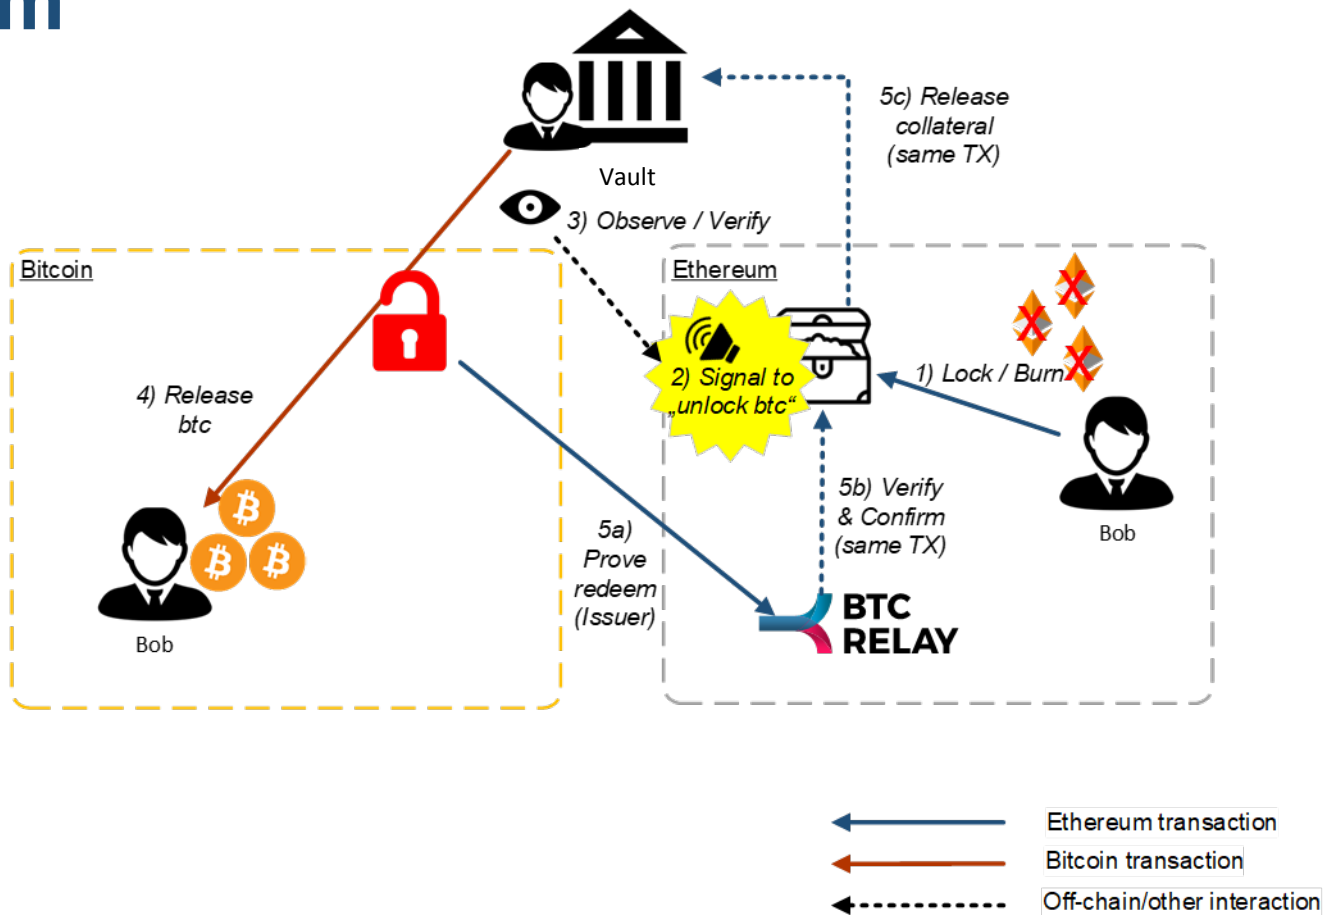 5c) Release
collateral
(same TX)
Vault
3) Observe / Verify
Bitcoin
Ethereum
1) Lock / Burn
2) Signal to
„unlock btc“
4) Release
btc
5b) Verify
& Confirm
(same TX)
5a)
Prove
redeem
(Issuer)
Bob
BTC
RELAY
Bob
Ethereum transaction
Bitcoin transaction
Off-chain/other interaction